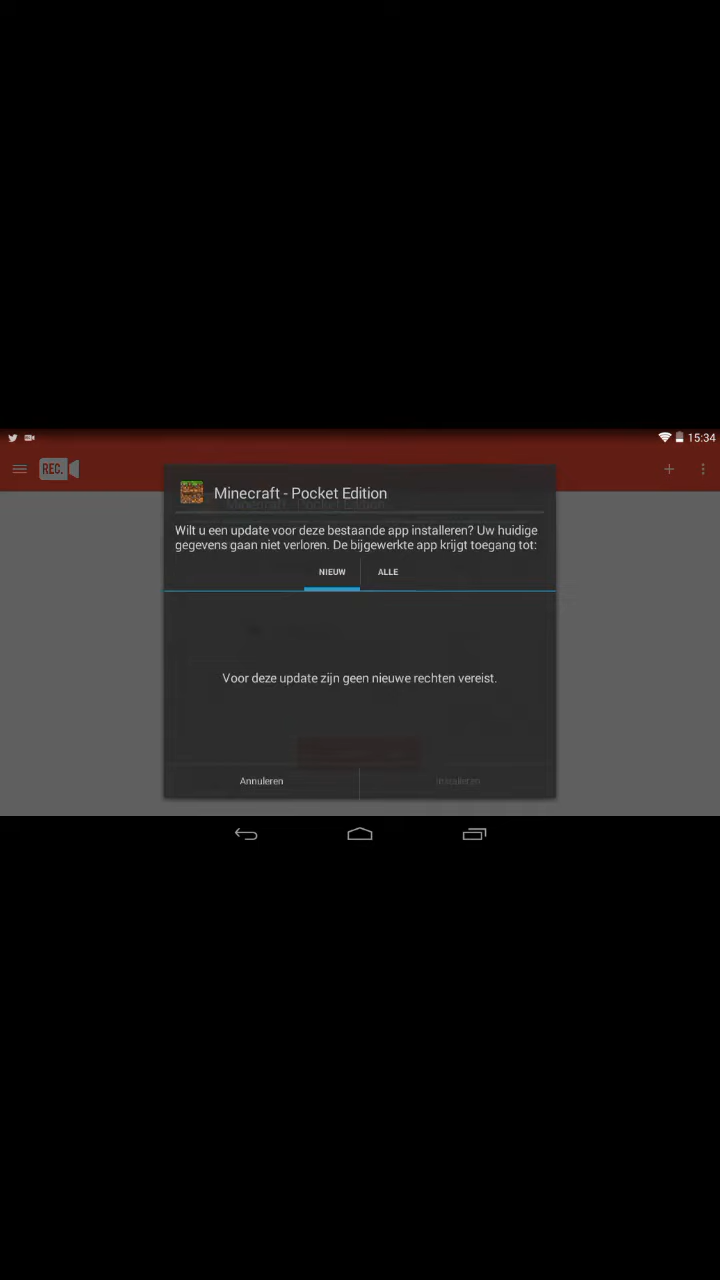 15:34
REC.
Minecraft - Pocket Edition
Wilt u een update voor deze bestaande app installeren? Uw huidige
gegevens gaan niet verloren. De bijgewerkte app krijgt toegang tot:
NIEUW ALLE
Voor deze update zijn geen nieuwe rechten vereist.
Annuleren